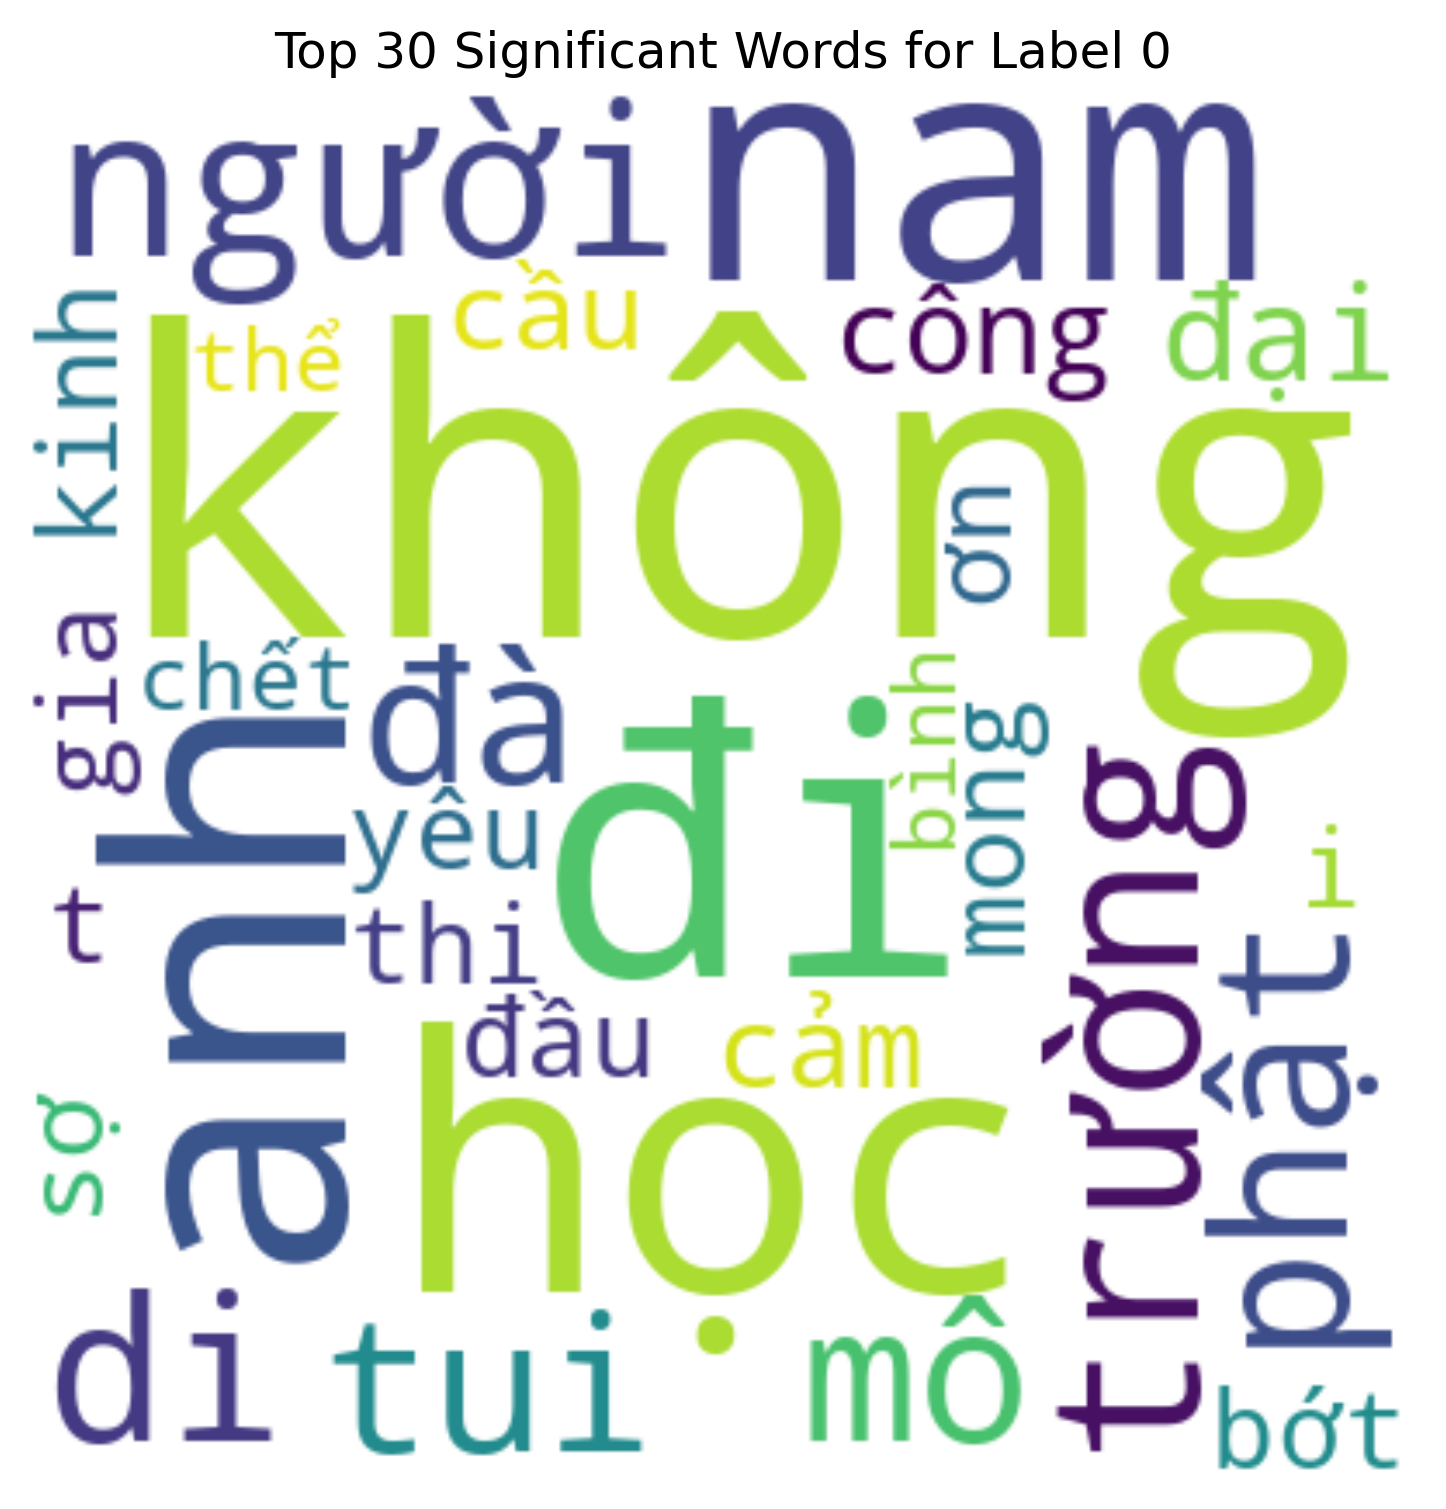 Top 30 Significant Words for Label 0
người nam
kinh
thể
cầu
công
đại
không
ơn
gia
chết
đà
anh
yêu
đi
bình
mong
trường
i
t
thi
đầu
cảm
phật
sợ
học
di
tui
mô
bớt